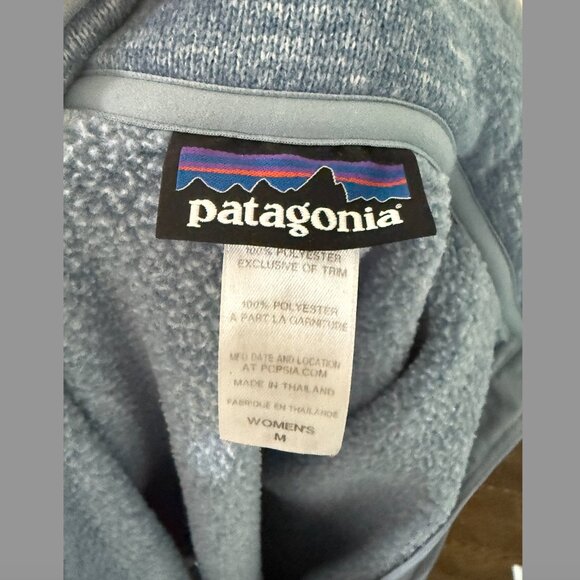 patagonia
100% POLYESTER
EXCLUSIVE OF TRIM
100% POLYESTER
A PART LA GARNITURE
MFG DATE AND LOCATION
AT PCPSIA.COM
MADE IN THAILAND
FABRIQUÉ EN THAÏLANDE
WOMEN'S
M